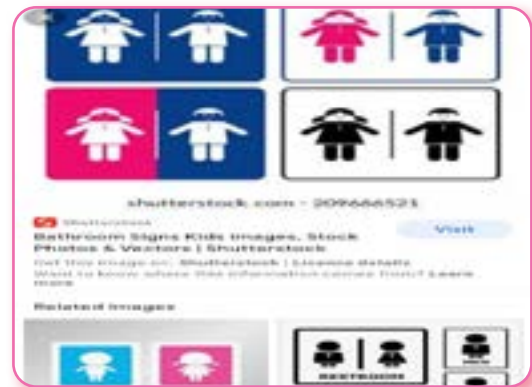 shutterstock.com · 209666521
Shutterstock
Bathroom Signs Kids Images, Stock
Visit
Photos & Vectors | Shutterstock
Get this image on: Shutterstock | License details
Want to know where this information comes from? Learn
more
Related images
RESTROOM
MEN